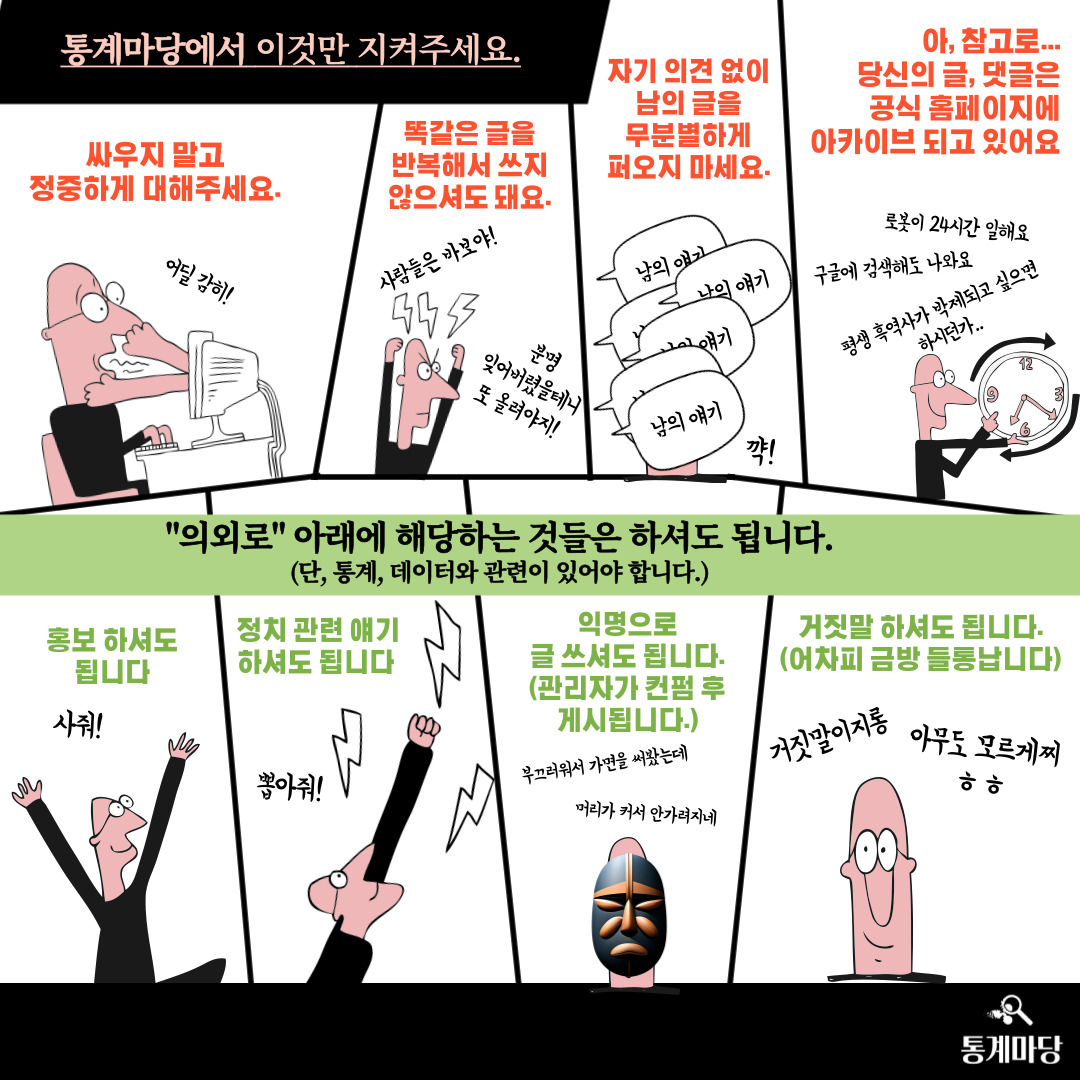 통계마당에서 이것만 지켜주세요.
싸우지 말고
정중하게 대해주세요.
어딜 감히!
똑같은 글을
반복해서 쓰지
않으셔도 돼요.
사람들은 바보야!
분명
잊어버렸을테니
또 올려야지!
자기 의견 없이
남의 글을
무분별하게
퍼오지 마세요.
남의 얘기
남의 얘기
얘기
남의 얘기
꺅!
아, 참고로...
당신의 글, 댓글은
공식 홈페이지에
아카이브 되고 있어요
로봇이 24시간 일해요
구글에 검색해도 나와요
평생 흑역사가 박제되고 싶으면
하시던가..
12
3
6
9
"의외로" 아래에 해당하는 것들은 하셔도 됩니다.
(단, 통계, 데이터와 관련이 있어야 합니다.)
홍보 하셔도
됩니다
사줘!
정치 관련 얘기
하셔도 됩니다
뽑아줘!
익명으로
글 쓰셔도 됩니다.
(관리자가 컨펌 후
게시됩니다.)
부끄러워서 가면을 써봤는데
머리가 커서 안가려지네
거짓말 하셔도 됩니다.
(어차피 금방 들통납니다)
거짓말이지롱
아무도 모르게찌
ㅎㅎ
통계마당